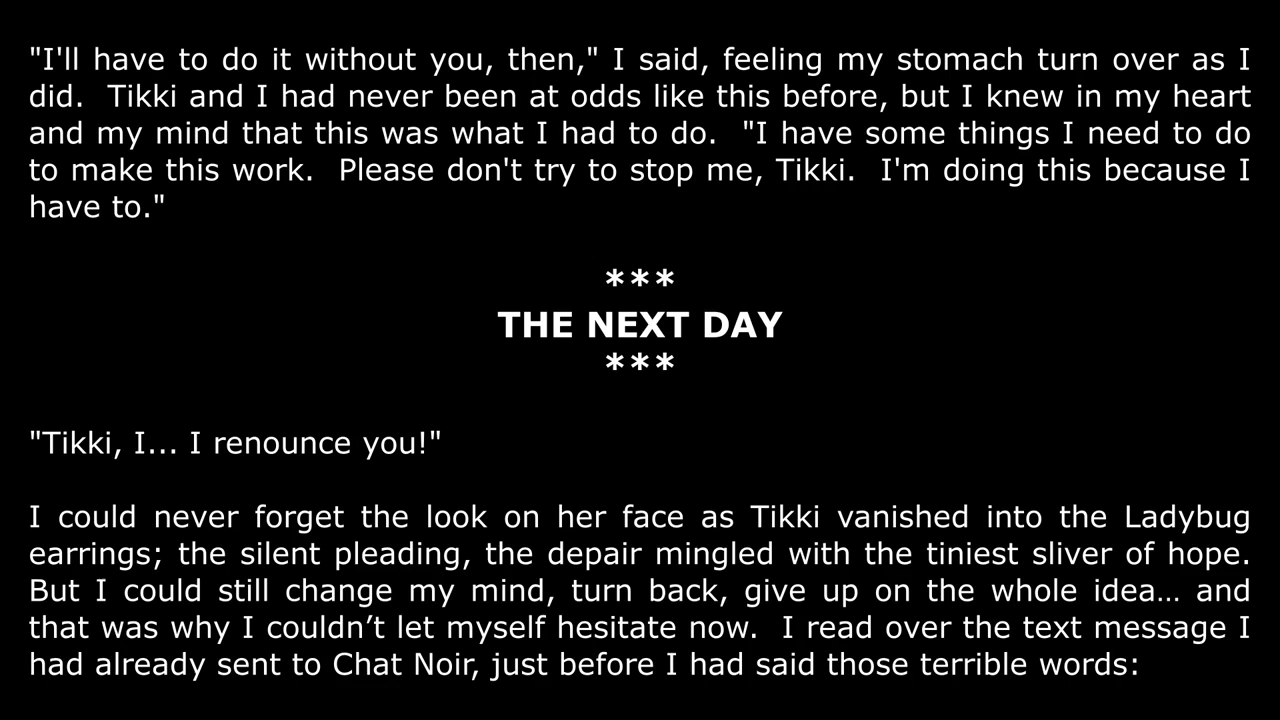 "I'll have to do it without you, then," I said, feeling my stomach turn over as I
did.  Tikki and I had never been at odds like this before, but I knew in my heart
and my mind that this was what I had to do.  "I have some things I need to do
to make this work.  Please don't try to stop me, Tikki.  I'm doing this because I
have to."
***
THE NEXT DAY
***
"Tikki, I... I renounce you!"
I could never forget the look on her face as Tikki vanished into the Ladybug
earrings; the silent pleading, the depair mingled with the tiniest sliver of hope.
But I could still change my mind, turn back, give up on the whole idea… and
that was why I couldn’t let myself hesitate now.  I read over the text message I
had already sent to Chat Noir, just before I had said those terrible words: